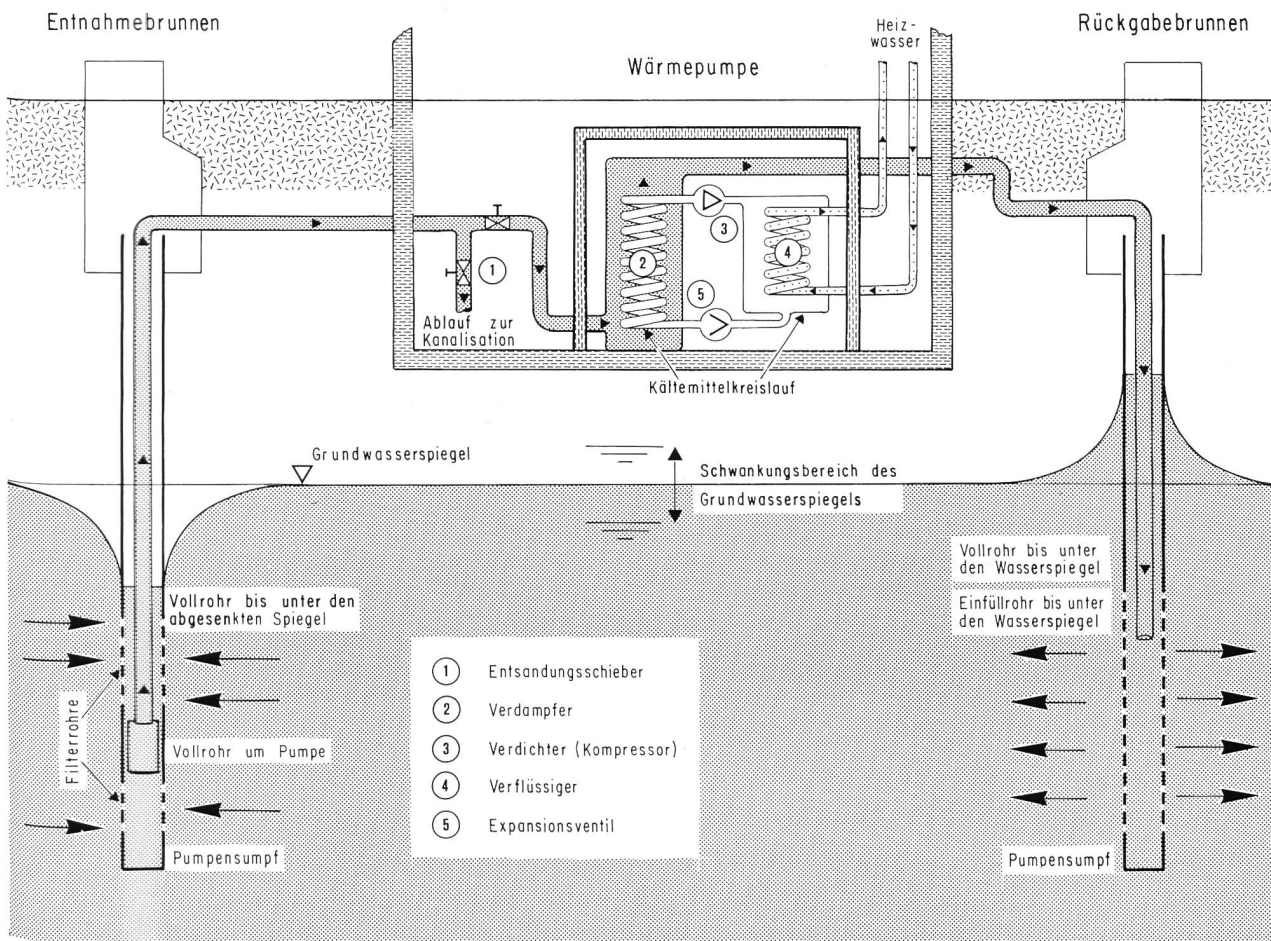 Entnahmebrunnen
Wärmepumpe
Heiz-
wasser
Rückgabebrunnen
3
1
2
4
5
Ablauf zur
Kanalisation
Kältemittelkreislauf
Grundwasserspiegel
Schwankungsbereich des
Grundwasserspiegels
Vollrohr bis unter
den Wasserspiegel
Einfüllrohr bis unter
den Wasserspiegel
Vollrohr bis unter den
abgesenkten Spiegel
Filterrohre
Vollrohr um Pumpe
Pumpensumpf
1 Entsandungsschieber
2 Verdampfer
3 Verdichter (Kompressor)
4 Verflüssiger
5 Expansionsventil
Pumpensumpf